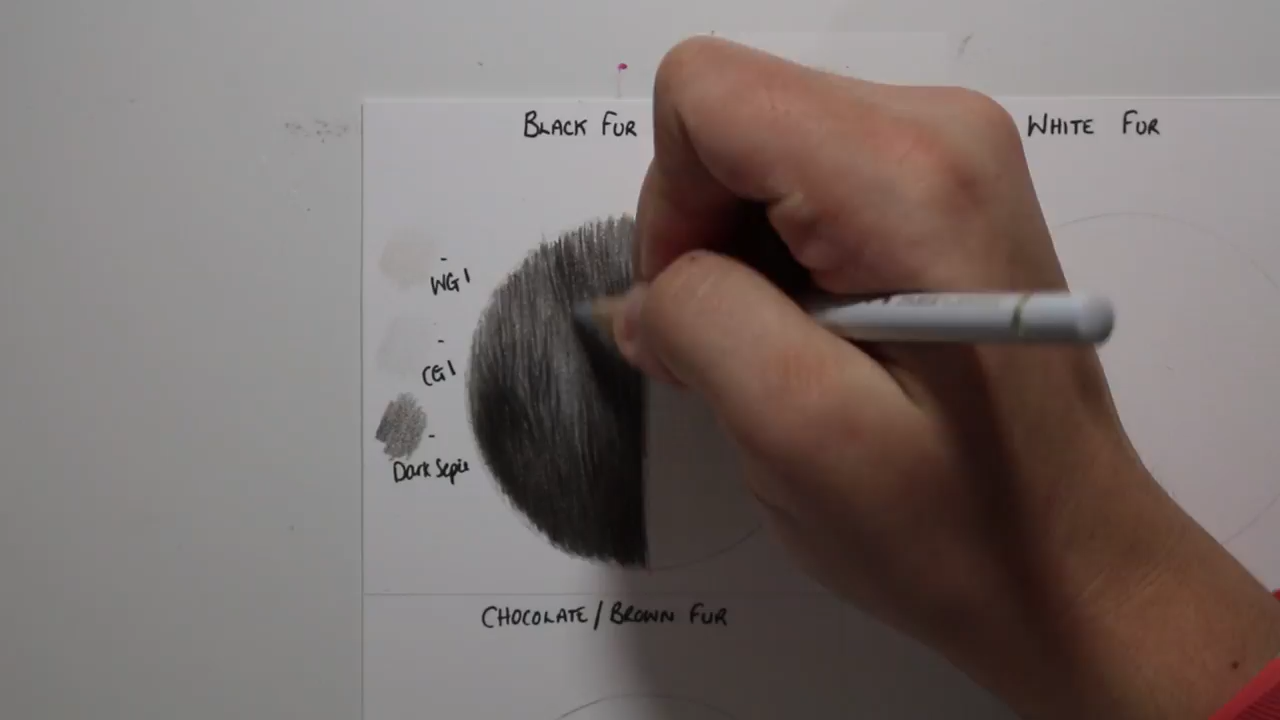 BLACK FUR
WHITE FUR
- WG1
- CG1
- Dark Sepia
CHOCOLATE/BROWN FUR